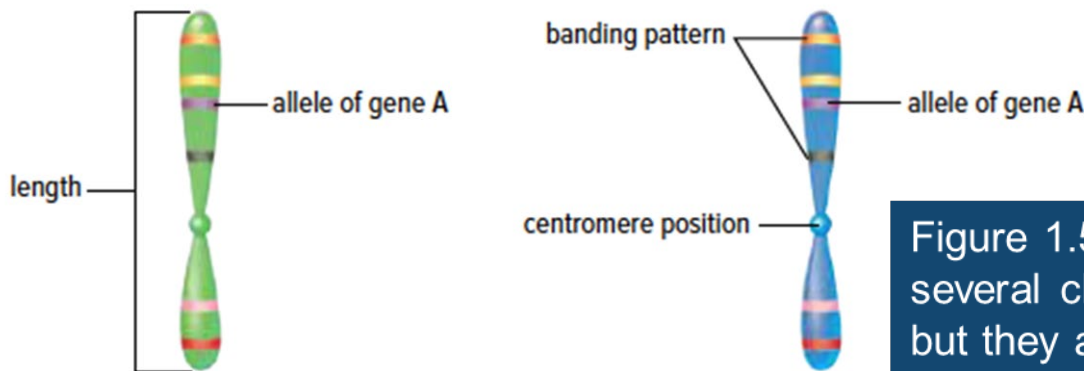 banding pattern
allele of gene A
allele of gene A
length
centromere position
Figure 1.5
several
but they